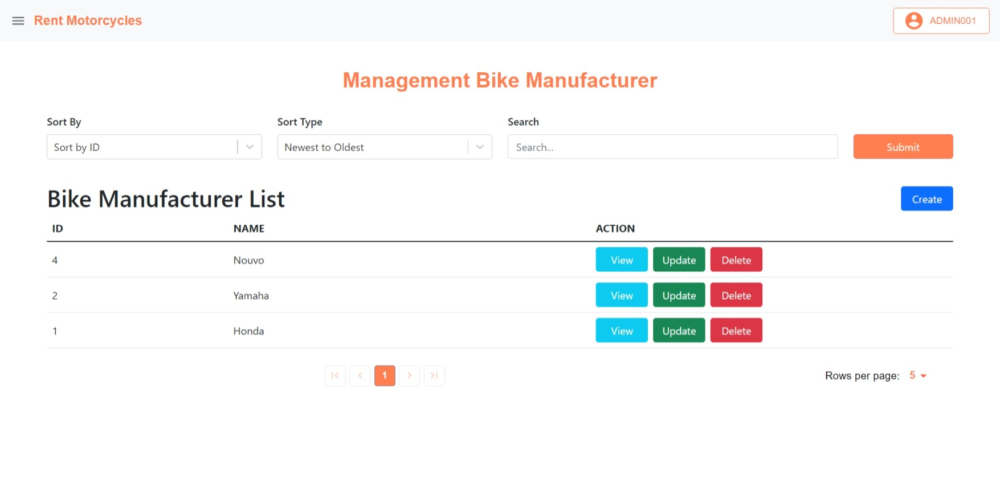 Rent Motorcycles
ADMIN001
Management Bike Manufacturer
Sort By
Sort Type
Search
Sort by ID
Newest to Oldest
Search...
Submit
Bike Manufacturer List
Create
ID NAME ACTION
4 Nouvo View Update Delete
2 Yamaha View Update Delete
1 Honda View Update Delete
1
Rows per page: 5